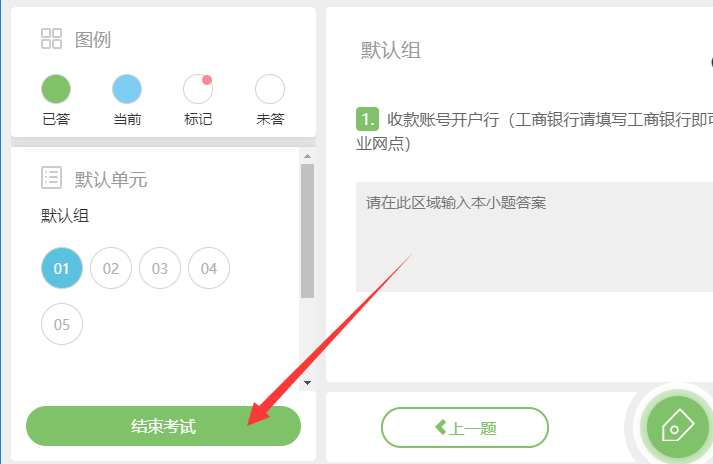 图例
已答 当前 标记 未答
默认单元
默认组
01 02 03 04
05
结束考试
默认组
1. 收款账号开户行（工商银行请填写工商银行即可
业网点）
请在此区域输入本小题答案
上一题